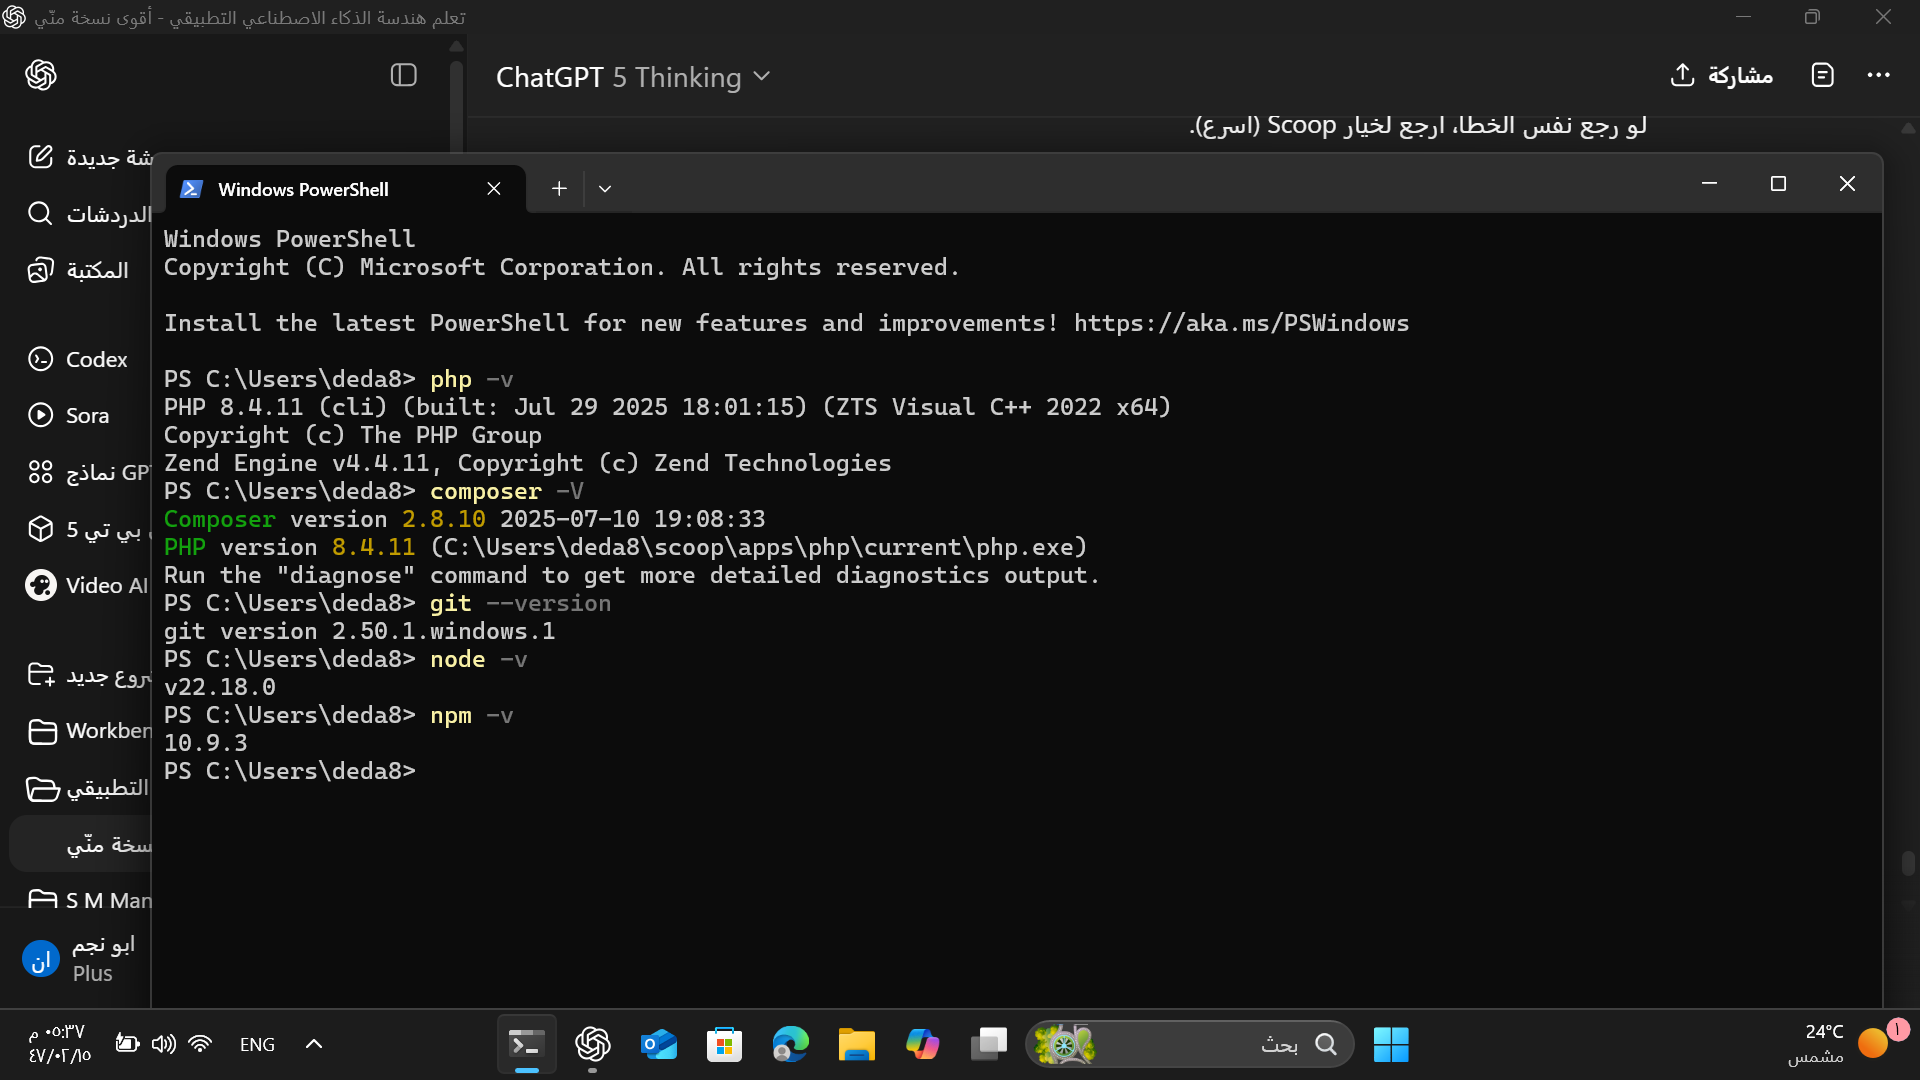 تعلم هندسة الذكاء الاصطناعي التطبيقي - أقوى نسخة منّي
ChatGPT 5 Thinking
مشاركة
لو رجع نفس الخطأ، ارجع لخيار Scoop (أسرع).
شة جديدة
الدردشات
المكتبة
Codex
Sora
نماذج GPT
بي تي 5
Video AI
روع جديد
Workben
التطبيقي
سخة منّي
S M Man
ان
ابو نجم
Plus
Windows PowerShell
Windows PowerShell
Copyright (C) Microsoft Corporation. All rights reserved.
Install the latest PowerShell for new features and improvements! https://aka.ms/PSWindows
PS C:\Users\deda8> php -v
PHP 8.4.11 (cli) (built: Jul 29 2025 18:01:15) (ZTS Visual C++ 2022 x64)
Copyright (c) The PHP Group
Zend Engine v4.4.11, Copyright (c) Zend Technologies
PS C:\Users\deda8> composer -V
Composer version 2.8.10 2025-07-10 19:08:33
PHP version 8.4.11 (C:\Users\deda8\scoop\apps\php\current\php.exe)
Run the "diagnose" command to get more detailed diagnostics output.
PS C:\Users\deda8> git --version
git version 2.50.1.windows.1
PS C:\Users\deda8> node -v
v22.18.0
PS C:\Users\deda8> npm -v
10.9.3
PS C:\Users\deda8>
٠٥:٣٧ م
٤٧/٠٢/١٥
ENG
بحث
24°C
مشمس
١